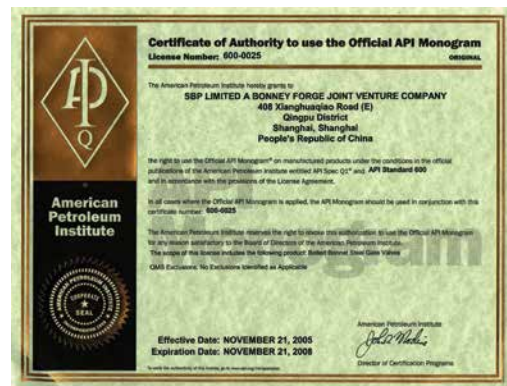 Certificate of Authority to use the Official API Monogram
License Number: 600-0025
ORIGINAL
The American Petroleum Institute hereby grants to
SBP LIMITED A BONNEY FORGE JOINT VENTURE COMPANY
408 Xianghuaqiao Road (E)
Qingpu District
Shanghai, Shanghai
People's Republic of China
the right to use the Official API Monogram® on manufactured products under the conditions in the official
publications of the American Petroleum Institute entitled API Spec Q1® and API Standard 600
and in accordance with the provisions of the License Agreement.
In all cases where the Official API Monogram is applied, the API Monogram should be used in conjunction with this
certificate number: 600-0025
The American Petroleum Institute reserves the right to revoke this authorization to use the Official API Monogram
for any reason satisfactory to the Board of Directors of the American Petroleum Institute.
The scope of this license includes the following product: Bolted Bonnet Steel Gate Valves
QMS Exclusions: No Exclusions Identified as Applicable
American
Petroleum
Institute
CORPORATE
SEAL
Effective Date: NOVEMBER 21, 2005
Expiration Date: NOVEMBER 21, 2008
American Petroleum Institute
Director of Certification Programs